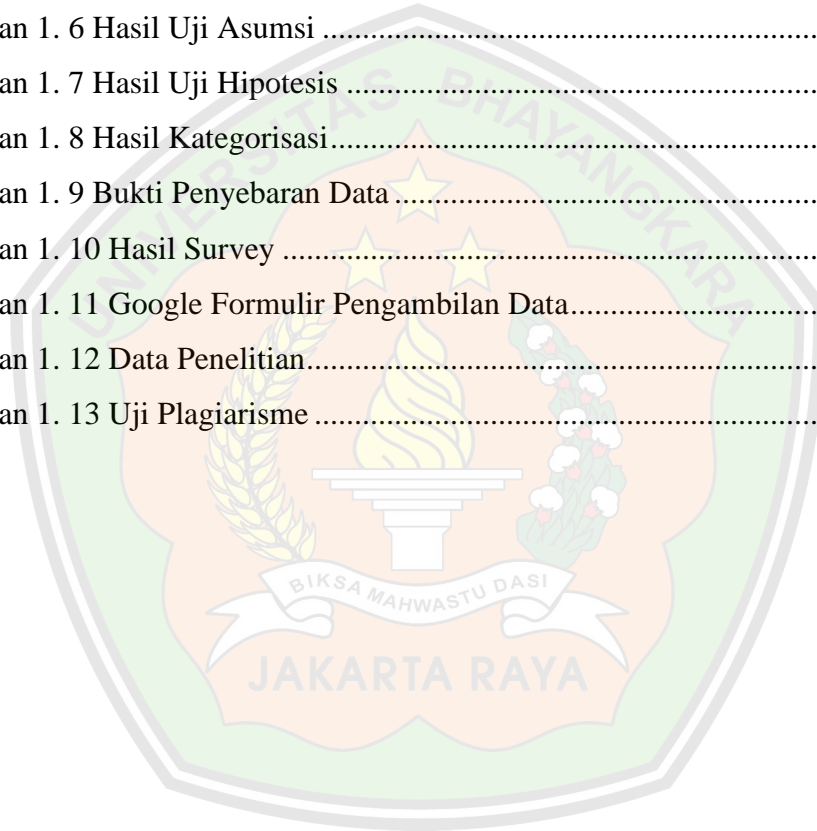 an 1. 6 Hasil Uji Asumsi ................................................................
an 1. 7 Hasil Uji Hipotesis ............................................................
an 1. 8 Hasil Kategorisasi..............................................................
an 1. 9 Bukti Penyebaran Data ......................................................
an 1. 10 Hasil Survey .....................................................................
an 1. 11 Google Formulir Pengambilan Data................................
an 1. 12 Data Penelitian..................................................................
an 1. 13 Uji Plagiarisme .................................................................
UNIVERSITAS BHAYANGKARA
BIKSA MAHWASTU DASI
JAKARTA RAYA